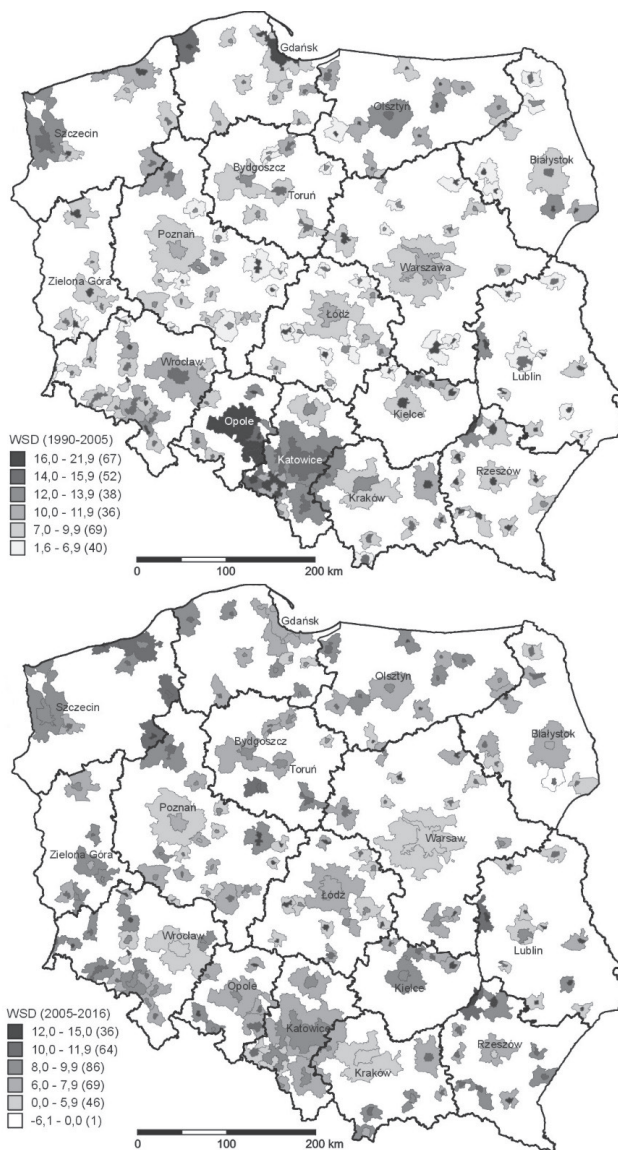 Gdańsk
Olsztyn
Szczecin
Białystok
Bydgoszcz
Toruń
Poznań
Warszawa
Zielona Góra
Łódź
Wrocław
Lublin
Opole
Kielce
Katowice
Rzeszów
Kraków
WSD (1990-2005)
16,0 - 21,9 (67)
14,0 - 15,9 (52)
12,0 - 13,9 (38)
10,0 - 11,9 (36)
7,0 - 9,9 (69)
1,6 - 6,9 (40)
0 100 200 km
Gdańsk
Olsztyn
Szczecin
Białystok
Bydgoszcz
Toruń
Poznań
Warsaw
Zielona Góra
Łódź
Wrocław
Lublin
Opole
Kielce
Katowice
Rzeszów
Kraków
WSD (2005-2016)
12,0 - 15,0 (36)
10,0 - 11,9 (64)
8,0 - 9,9 (86)
6,0 - 7,9 (69)
0,0 - 5,9 (46)
-6,1 - 0,0 (1)
0 100 200 km